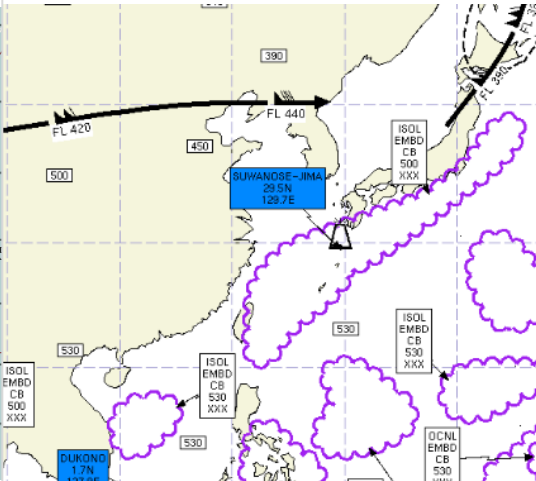 390
FL 390
FL 420
FL 440
450
500
ISOL
EMBD
CB
500
XXX
SUWANOSE-JIMA
29.5N
129.7E
530
530
ISOL
EMBD
CB
530
XXX
ISOL
EMBD
CB
530
XXX
ISOL
EMBD
CB
500
XXX
530
OCNL
EMBD
CB
530
DUKONO
1.7N